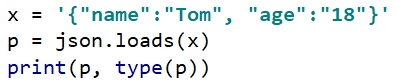 x = '{"name":"Tom", "age":"18"}'
p = json.loads(x)
print(p, type(p))